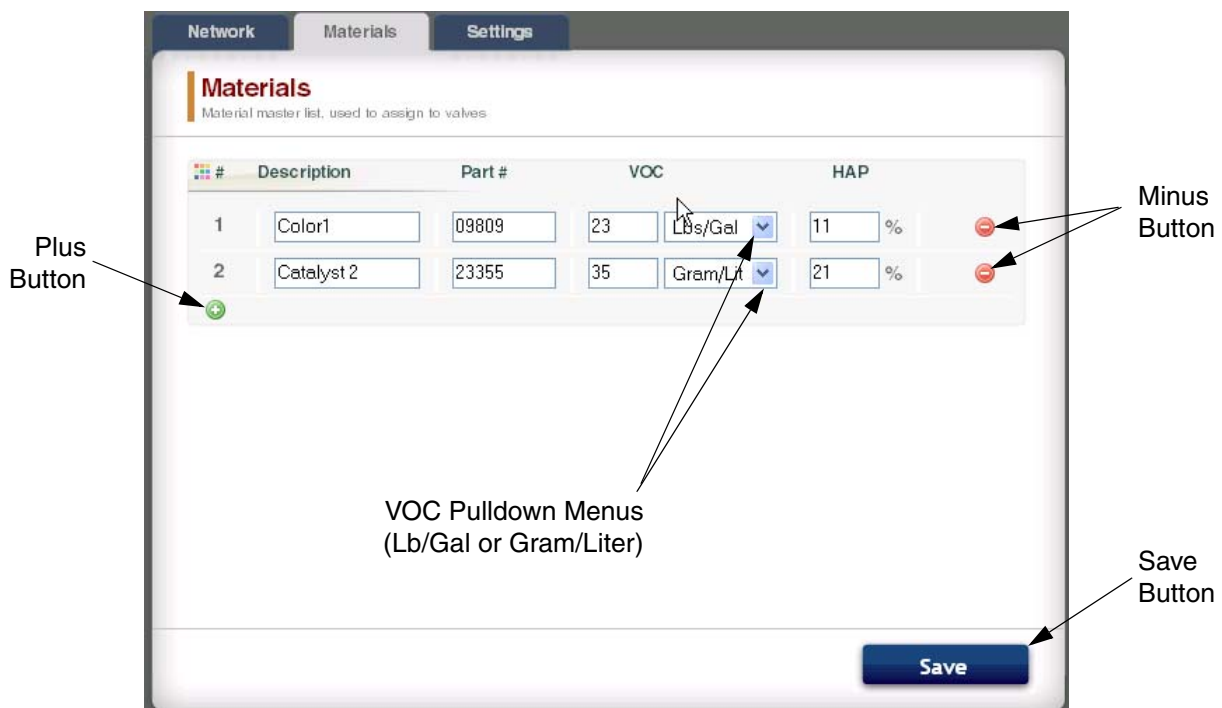 Network Materials Settings
Materials
Material master list, used to assign to valves
# Description Part # VOC HAP
1 Color1 09809 23 Lbs/Gal 11 %
2 Catalyst 2 23355 35 Gram/Lit 21 %
Plus
Button
Minus
Button
VOC Pulldown Menus
(Lb/Gal or Gram/Liter)
Save
Button
Save